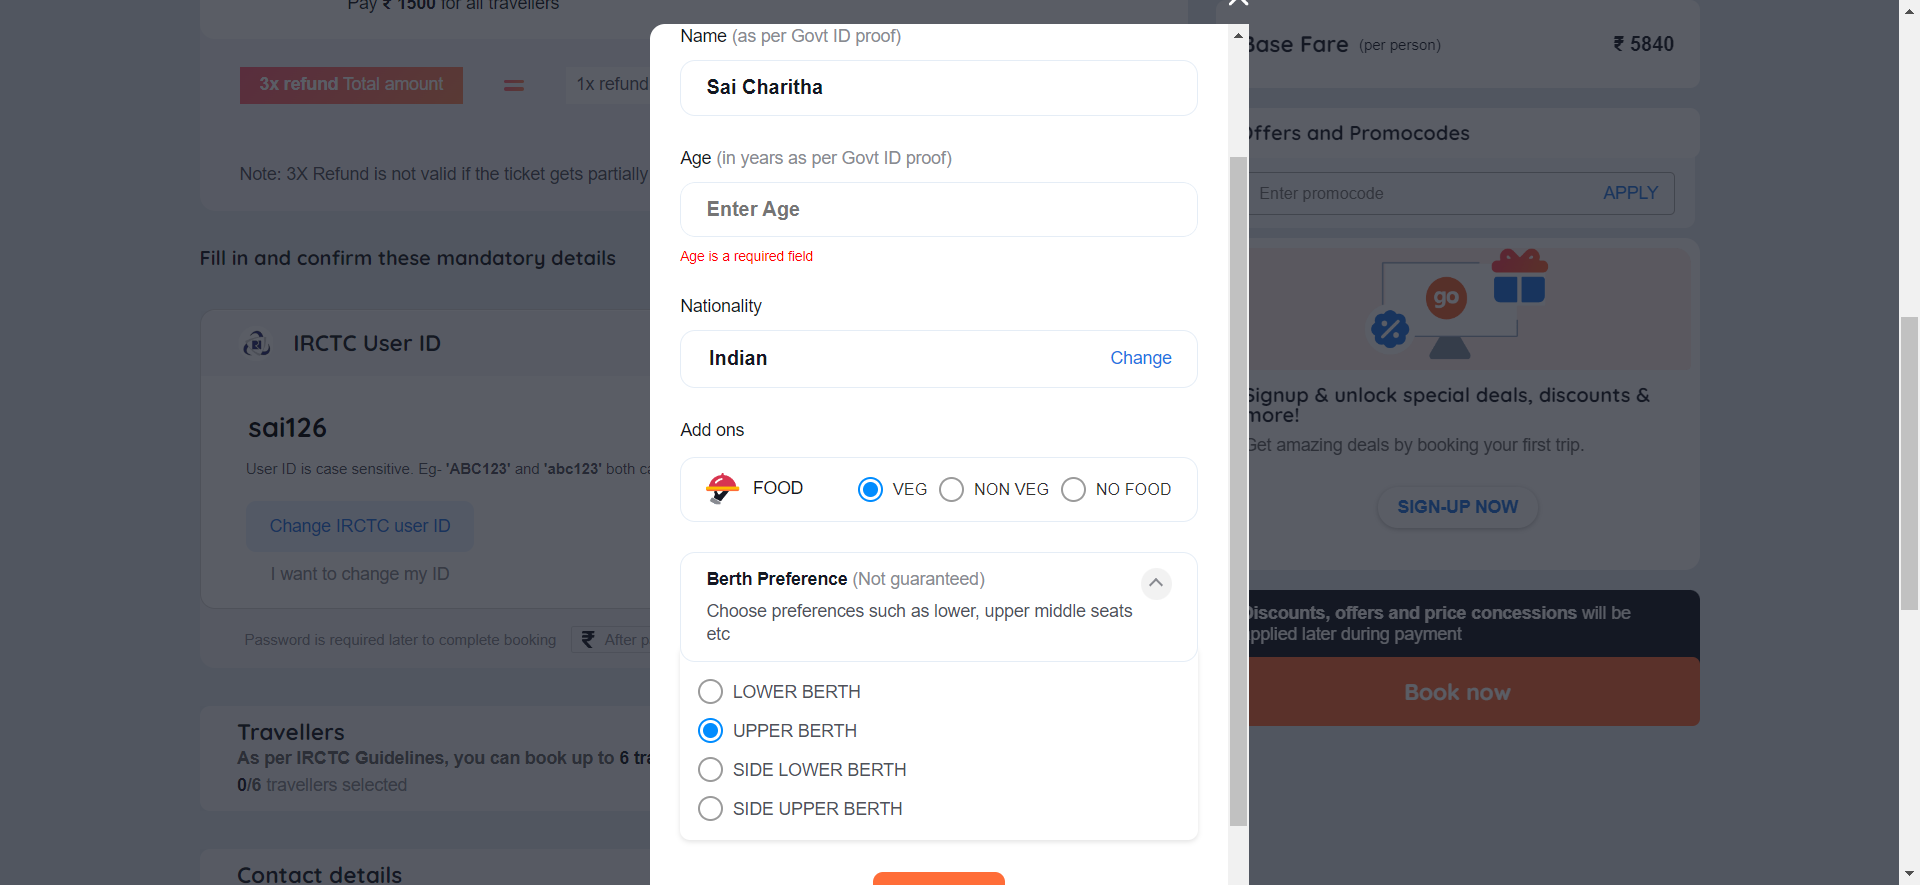 Pay ₹ 1500 for all travellers
3x refund Total amount
=
1x refund
Note: 3X Refund is not valid if the ticket gets partially
Fill in and confirm these mandatory details
IRCTC User ID
sai126
User ID is case sensitive. Eg- 'ABC123' and 'abc123' both
Change IRCTC user ID
I want to change my ID
Password is required later to complete booking
₹ After
Travellers
As per IRCTC Guidelines, you can book up to 6
0/6 travellers selected
Contact details
Name (as per Govt ID proof)
Sai Charitha
Age (in years as per Govt ID proof)
Enter Age
Age is a required field
Nationality
Indian
Change
Add ons
FOOD
VEG
NON VEG
NO FOOD
Berth Preference (Not guaranteed)
Choose preferences such as lower, upper middle seats
etc
LOWER BERTH
UPPER BERTH
SIDE LOWER BERTH
SIDE UPPER BERTH
Base Fare (per person)
₹ 5840
Offers and Promocodes
Enter promocode
APPLY
go
Signup & unlock special deals, discounts &
more!
Get amazing deals by booking your first trip.
SIGN-UP NOW
Discounts, offers and price concessions will be
applied later during payment
Book now